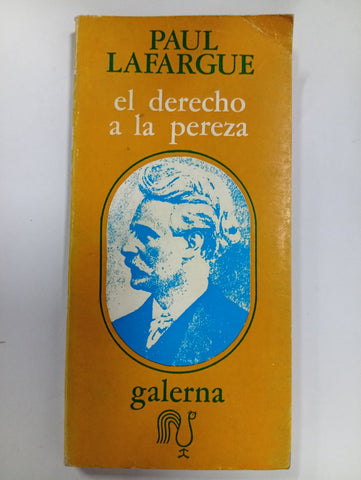 PAUL
LAFARGUE
el derecho
a la pereza
galerna